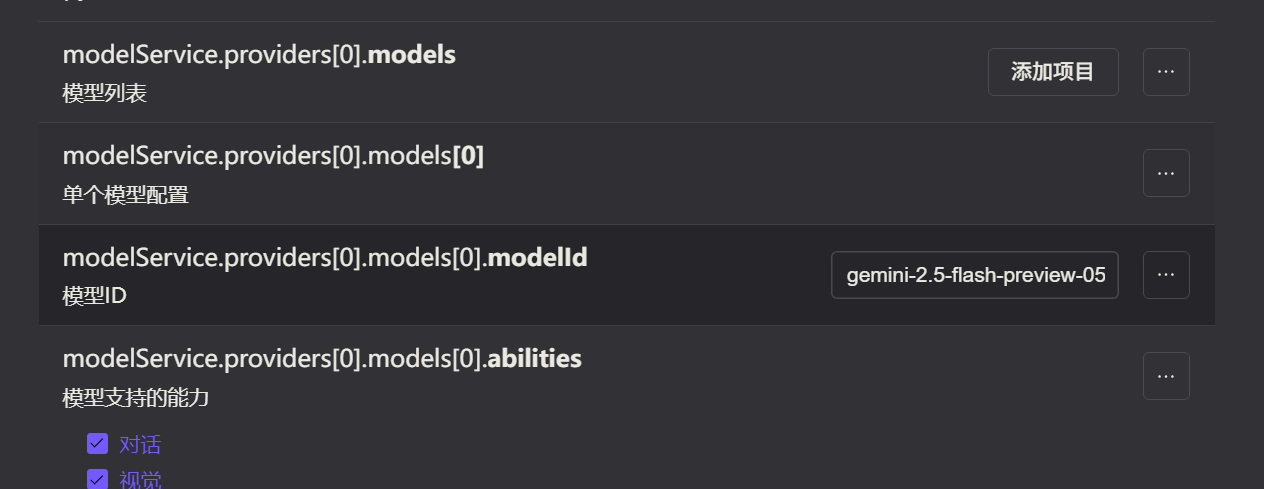 modelService.providers[0].models
添加项目
···
模型列表
modelService.providers[0].models[0]
···
单个模型配置
modelService.providers[0].models[0].modelId
gemini-2.5-flash-preview-05
···
模型ID
modelService.providers[0].models[0].abilities
···
模型支持的能力
对话
视觉